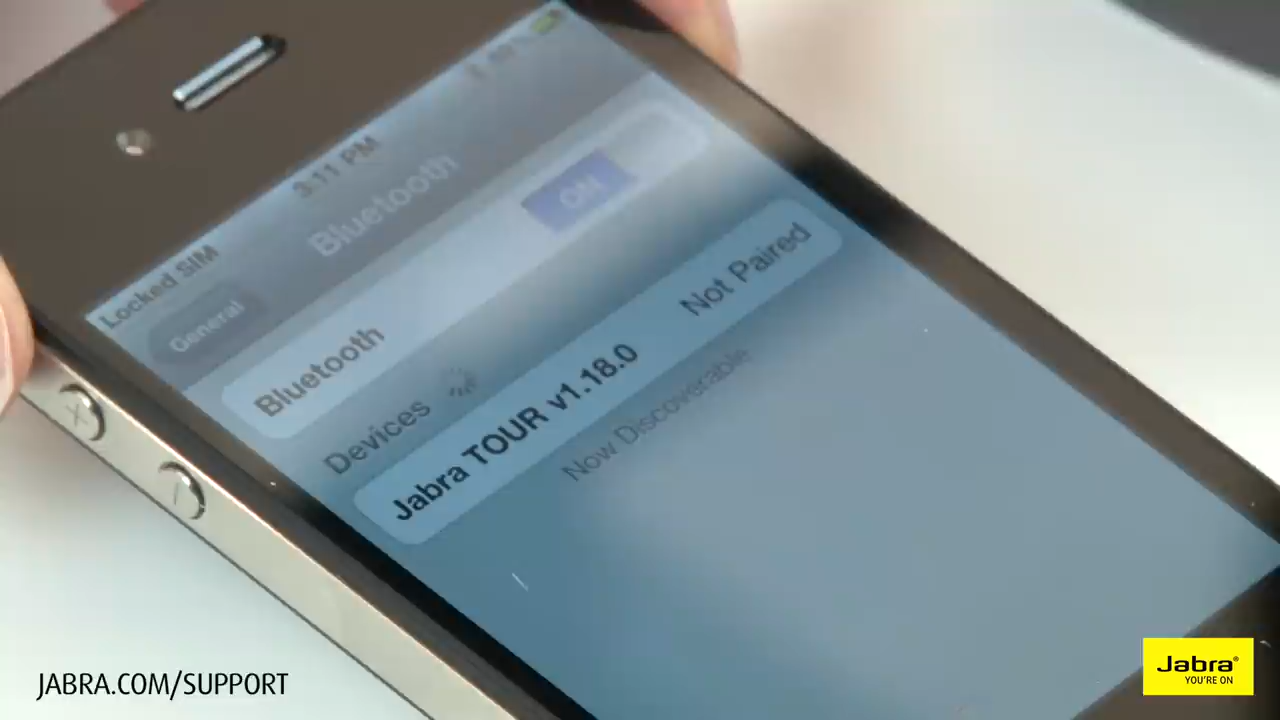 3:11 PM
Locked SIM
Bluetooth
General
Bluetooth
ON
Devices
Jabra TOUR v1.18.0
Not Paired
Now Discoverable
JABRA.COM/SUPPORT
Jabra®
YOU'RE ON